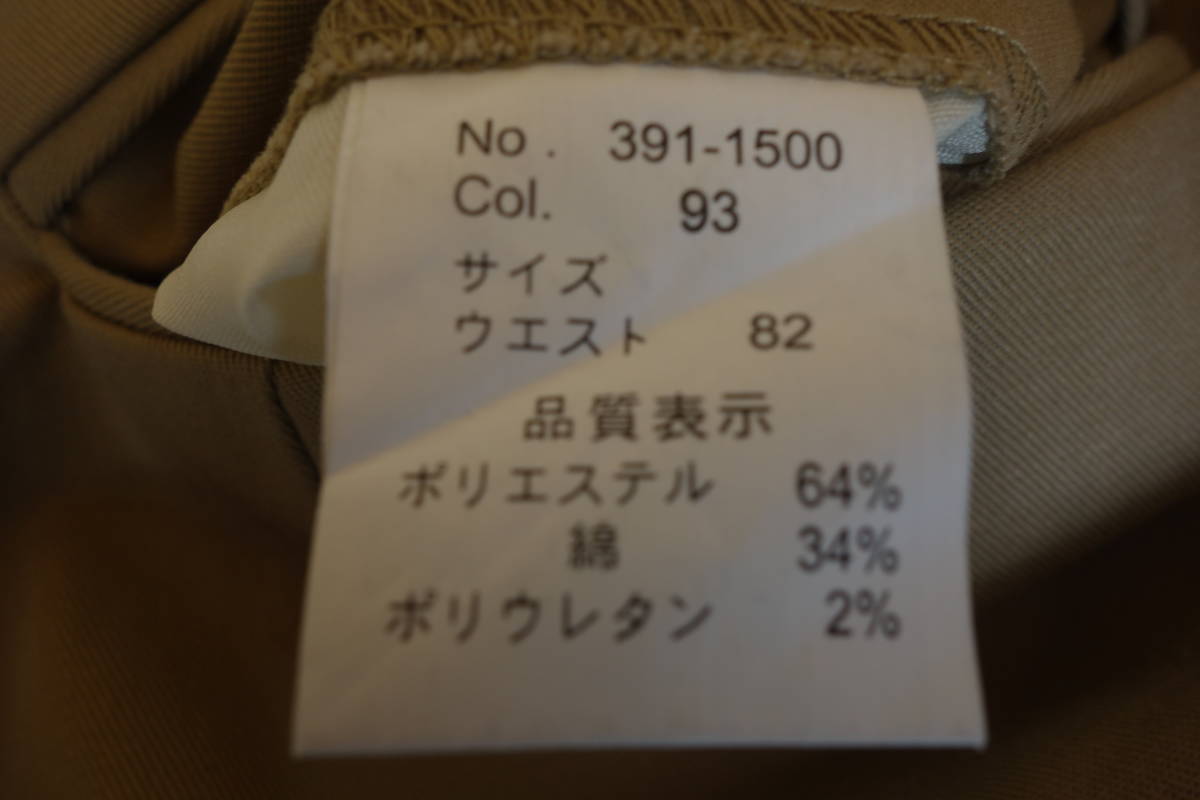 No . 391-1500
Col. 93
サイズ
ウエスト 82
品質表示
ポリエステル 64%
綿 34%
ポリウレタン 2%